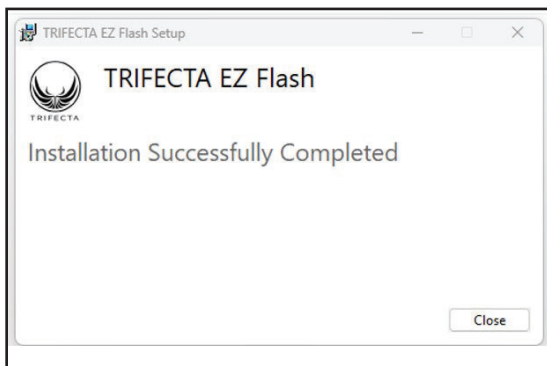 TRIFECTA EZ Flash Setup
TRIFECTA EZ Flash
TRIFECTA
Installation Successfully Completed
Close